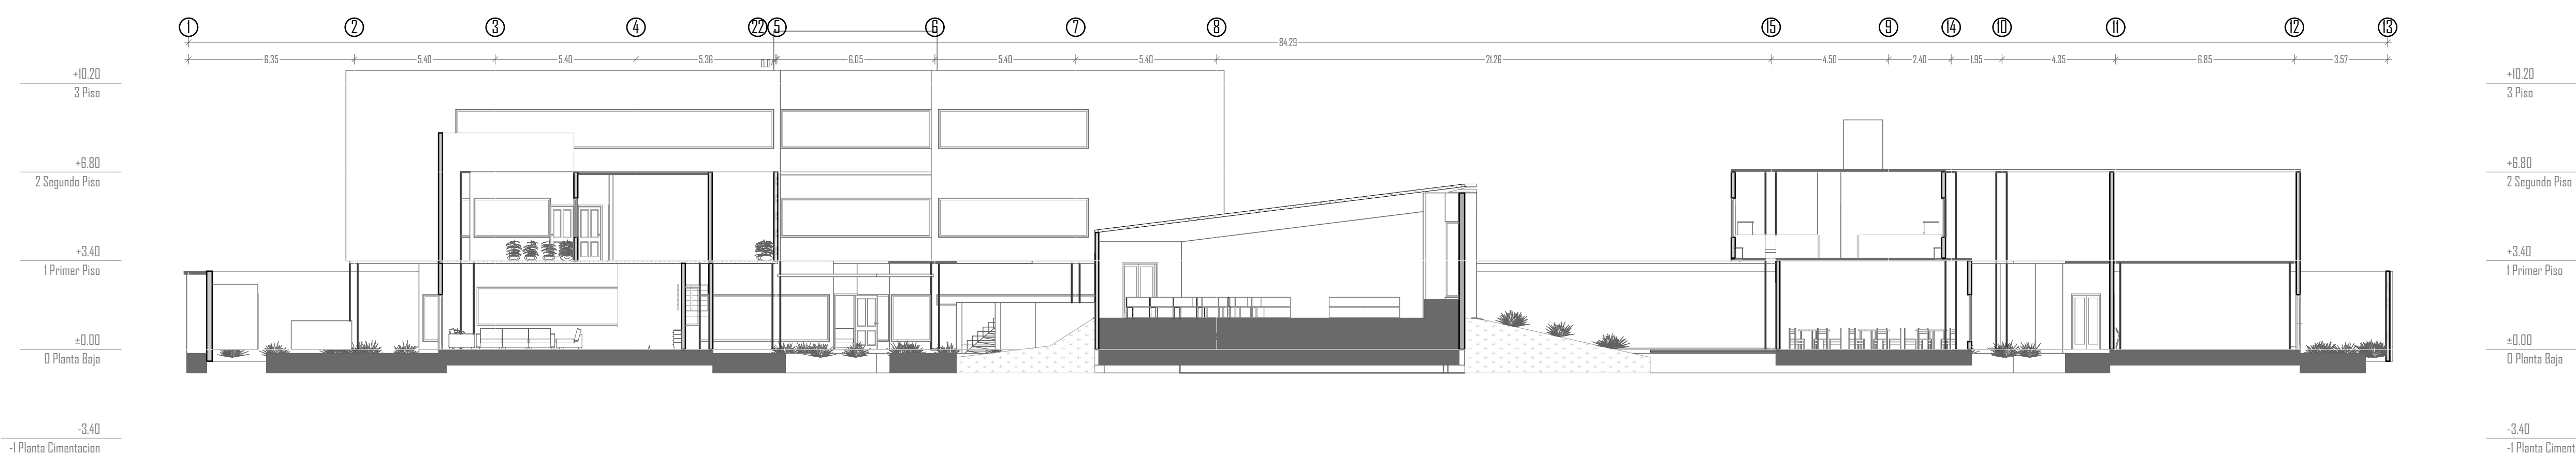 1 2 3 4 22 5 6 7 8 15 9 14 10 11 12 13
84.29
6.35 5.40 5.40 5.36 0.04 6.05 5.40 5.40 21.26 4.50 2.40 1.95 4.35 6.85 3.57
+10.20
3 Piso
+6.80
2 Segundo Piso
+3.40
1 Primer Piso
±0.00
0 Planta Baja
-3.40
-1 Planta Cimentacion
+10.20
3 Piso
+6.80
2 Segundo Piso
+3.40
1 Primer Piso
±0.00
0 Planta Baja
-3.40
-1 Planta Ciment